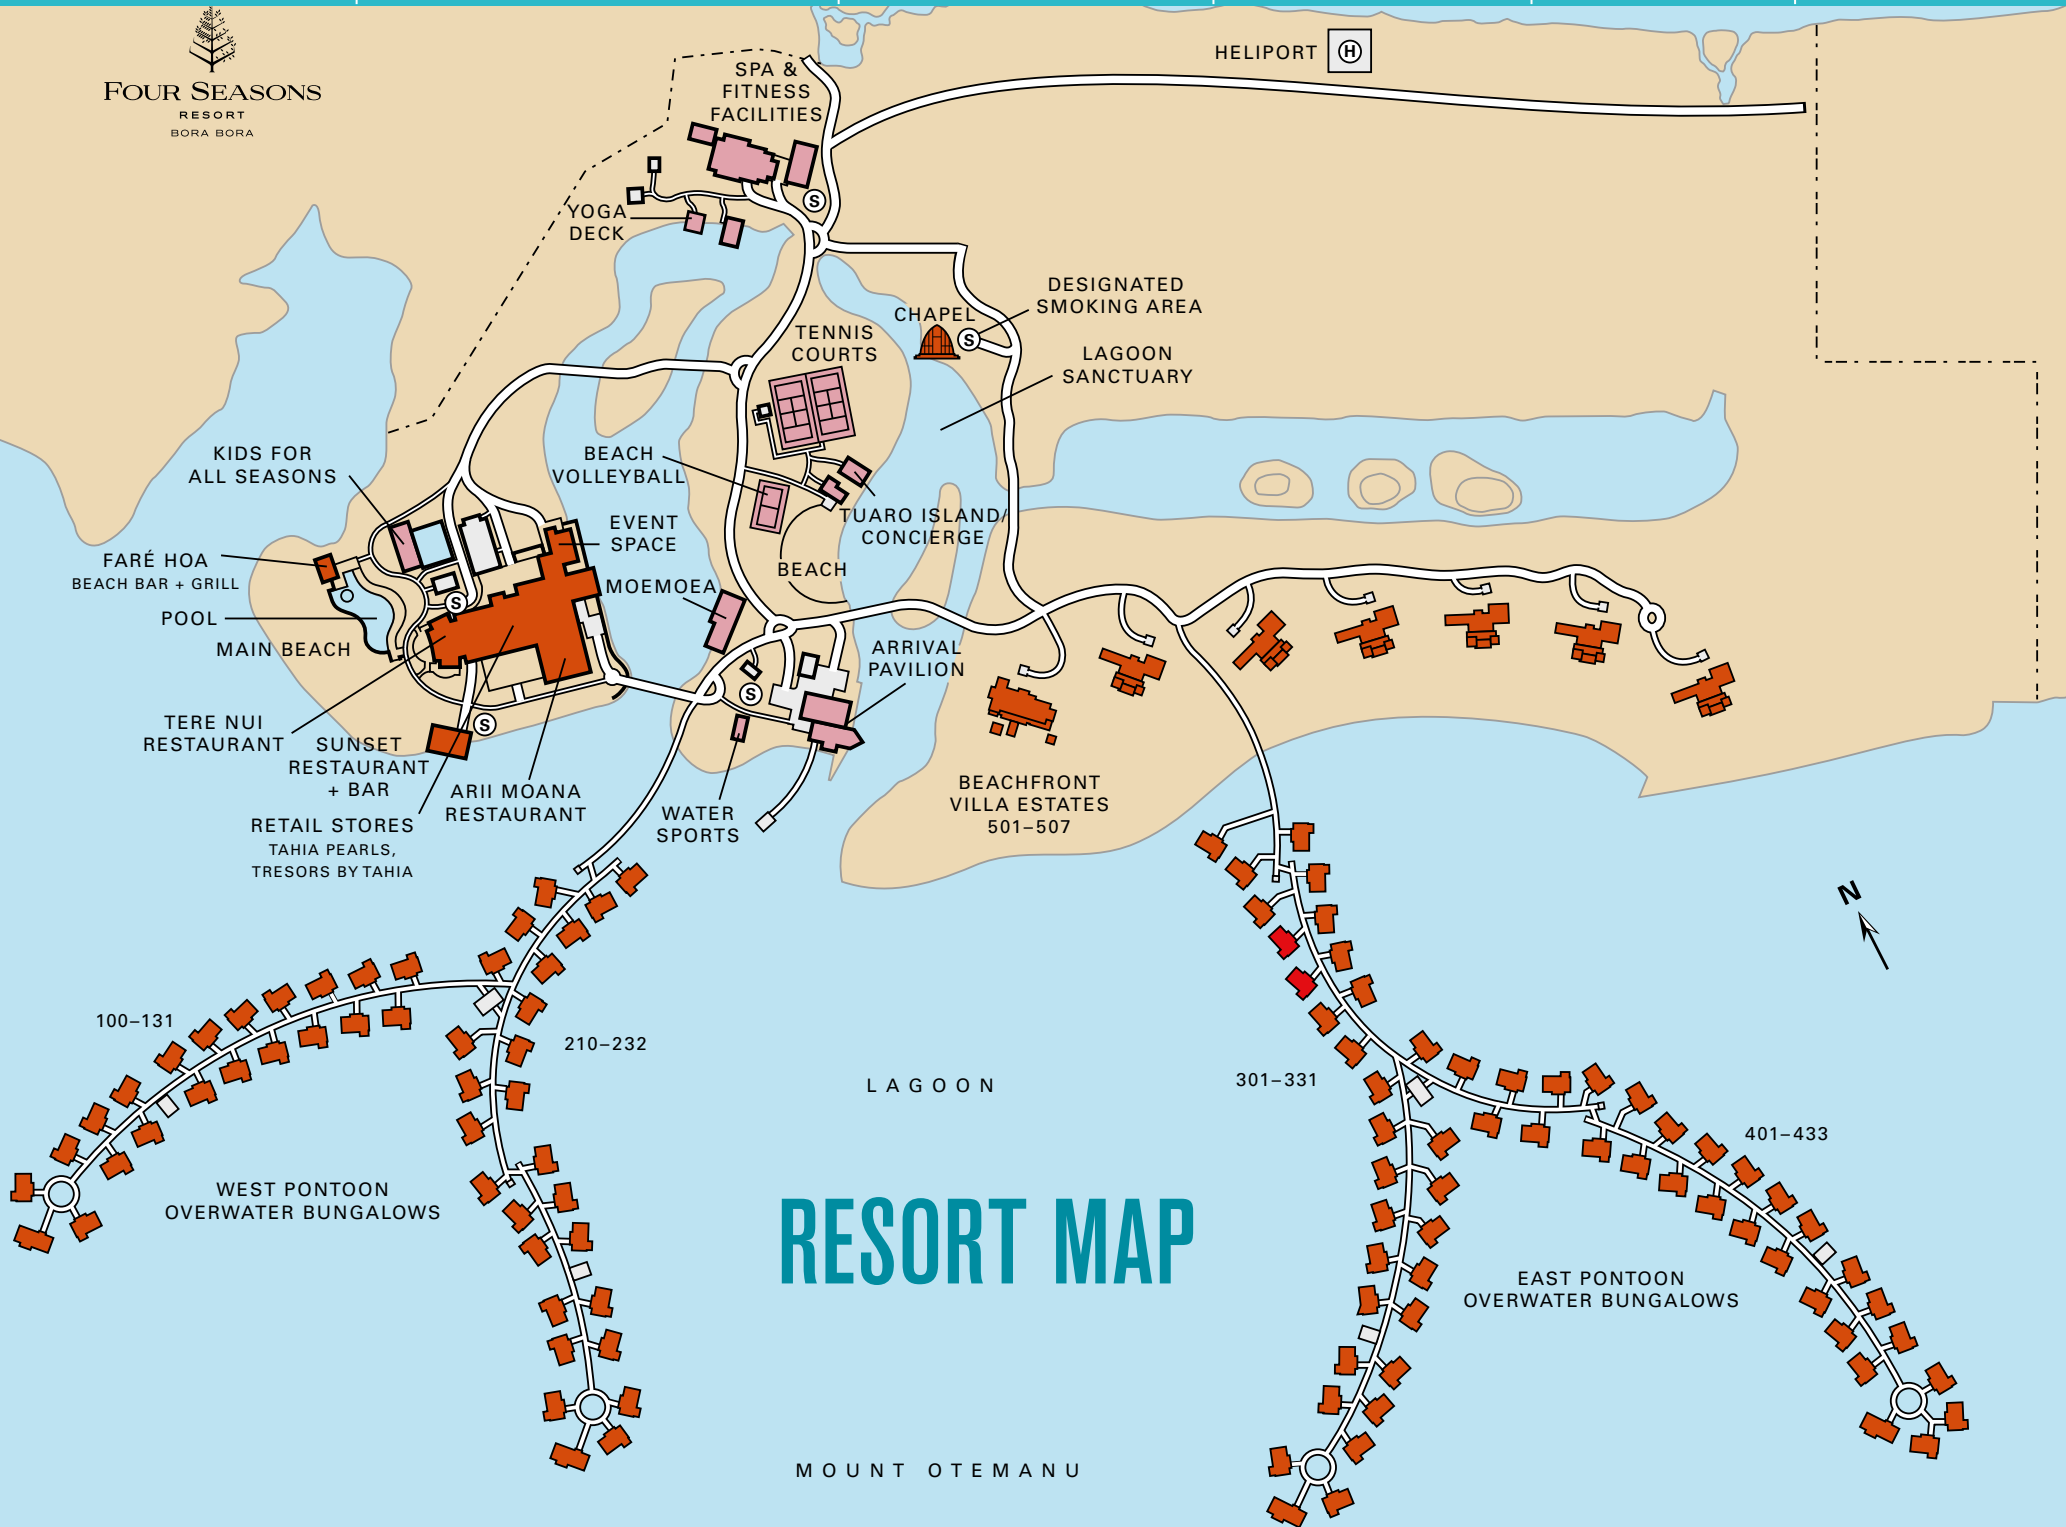 FOUR SEASONS
RESORT
BORA BORA
HELIPORT
H
SPA &
FITNESS
FACILITIES
S
YOGA
DECK
DESIGNATED
SMOKING AREA
CHAPEL
S
TENNIS
COURTS
LAGOON
SANCTUARY
KIDS FOR
ALL SEASONS
BEACH
VOLLEYBALL
TUARO ISLAND/
CONCIERGE
EVENT
SPACE
FARÉ HOA
BEACH BAR + GRILL
BEACH
MOEMOEA
S
POOL
MAIN BEACH
ARRIVAL
PAVILION
S
S
TERE NUI
RESTAURANT
SUNSET
RESTAURANT
+ BAR
ARII MOANA
RESTAURANT
RETAIL STORES
TAHIA PEARLS,
TRESORS BY TAHIA
WATER
SPORTS
BEACHFRONT
VILLA ESTATES
501–507
N
100–131
210–232
LAGOON
301–331
401–433
WEST PONTOON
OVERWATER BUNGALOWS
RESORT MAP
EAST PONTOON
OVERWATER BUNGALOWS
MOUNT OTEMANU